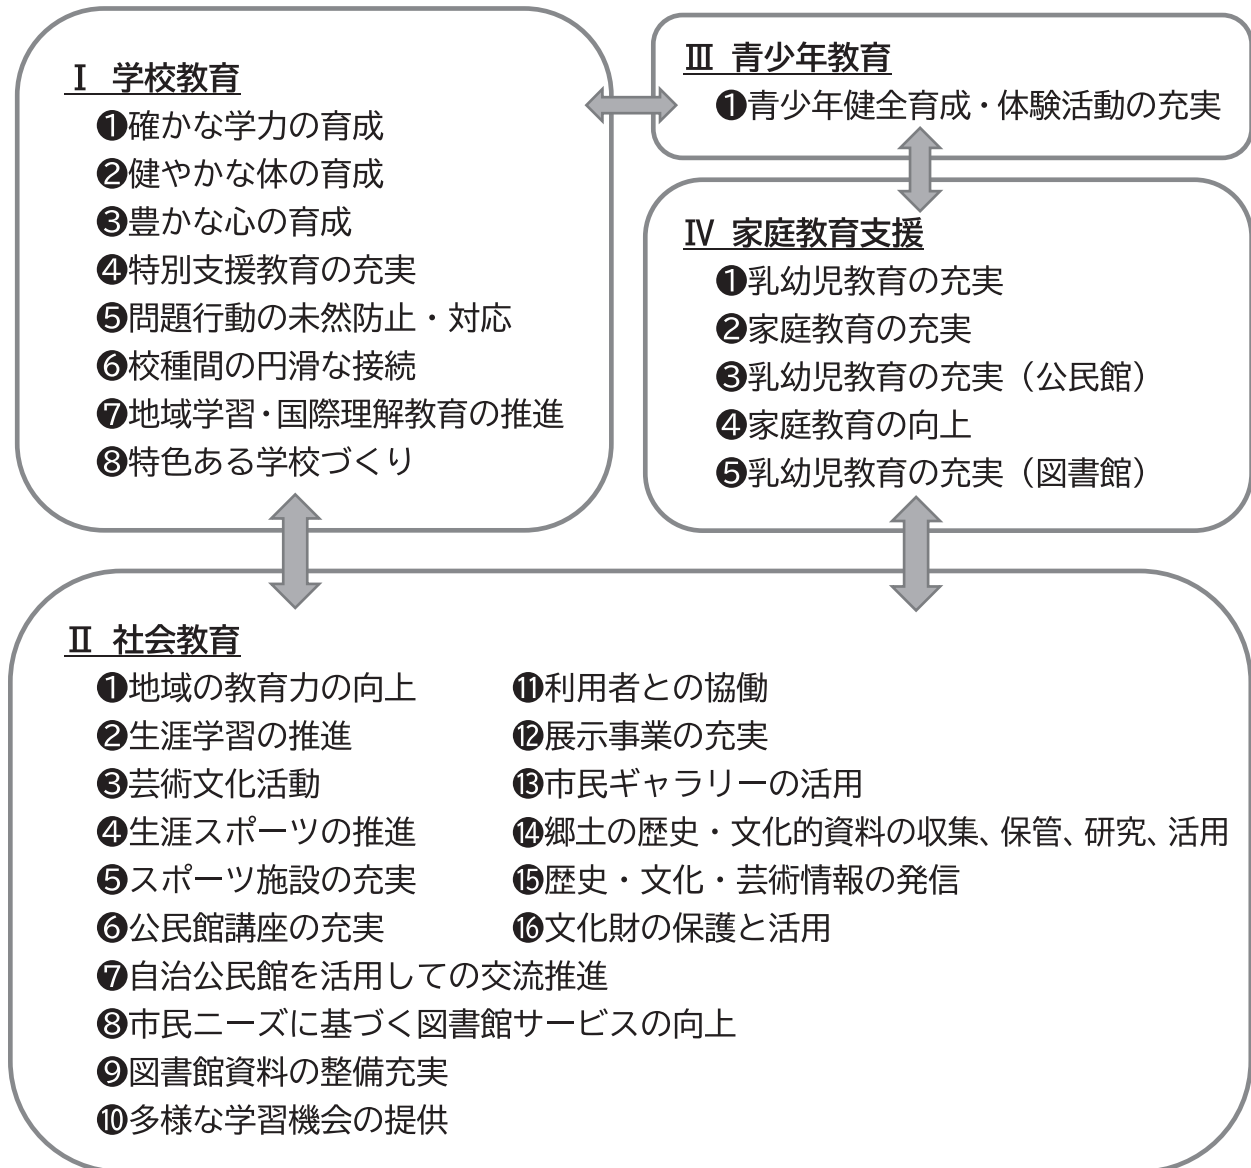 Ⅰ 学校教育
❶確かな学力の育成
❷健やかな体の育成
❸豊かな心の育成
❹特別支援教育の充実
❺問題行動の未然防止・対応
❻校種間の円滑な接続
❼地域学習・国際理解教育の推進
❽特色ある学校づくり
Ⅲ 青少年教育
❶青少年健全育成・体験活動の充実
Ⅳ 家庭教育支援
❶乳幼児教育の充実
❷家庭教育の充実
❸乳幼児教育の充実（公民館）
❹家庭教育の向上
❺乳幼児教育の充実（図書館）
Ⅱ 社会教育
❶地域の教育力の向上
❷生涯学習の推進
❸芸術文化活動
❹生涯スポーツの推進
❺スポーツ施設の充実
❻公民館講座の充実
❼自治公民館を活用しての交流推進
❽市民ニーズに基づく図書館サービスの向上
❾図書館資料の整備充実
❿多様な学習機会の提供
⓫利用者との協働
⓬展示事業の充実
⓭市民ギャラリーの活用
⓮郷土の歴史・文化的資料の収集、保管、研究、活用
⓯歴史・文化・芸術情報の発信
⓰文化財の保護と活用